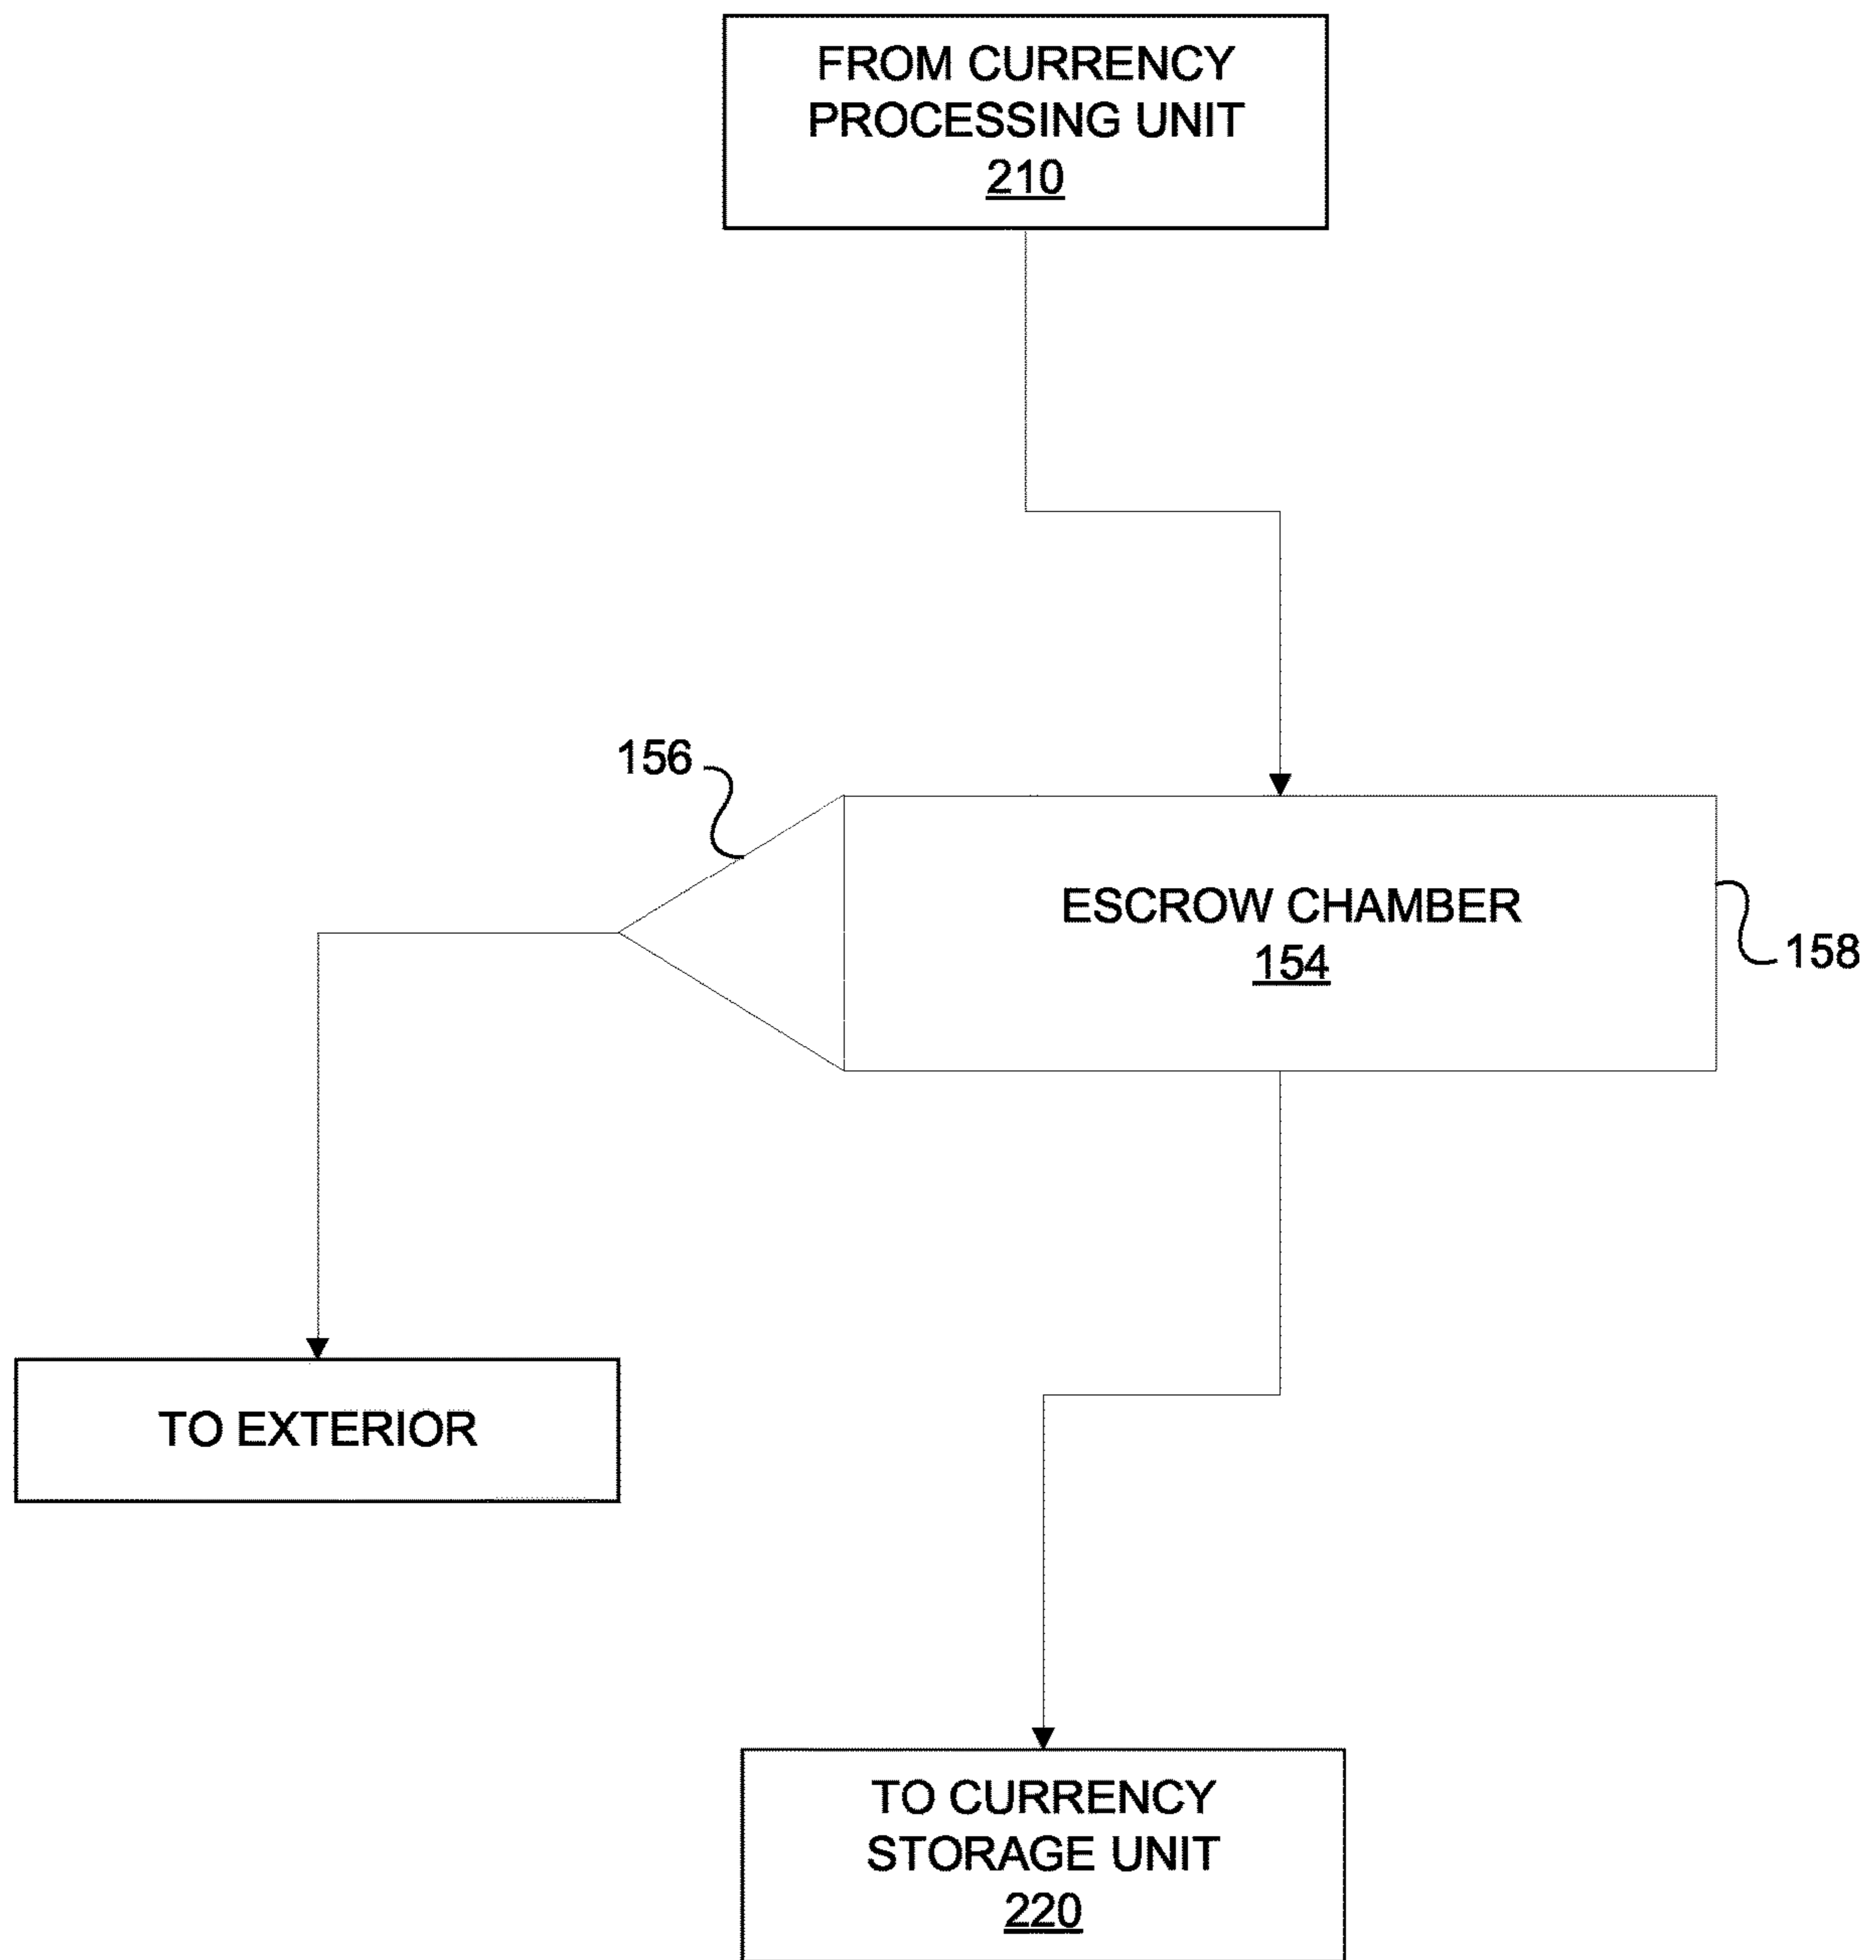 FROM CURRENCY
PROCESSING UNIT
210
156
ESCROW CHAMBER
154
158
TO EXTERIOR
TO CURRENCY
STORAGE UNIT
220